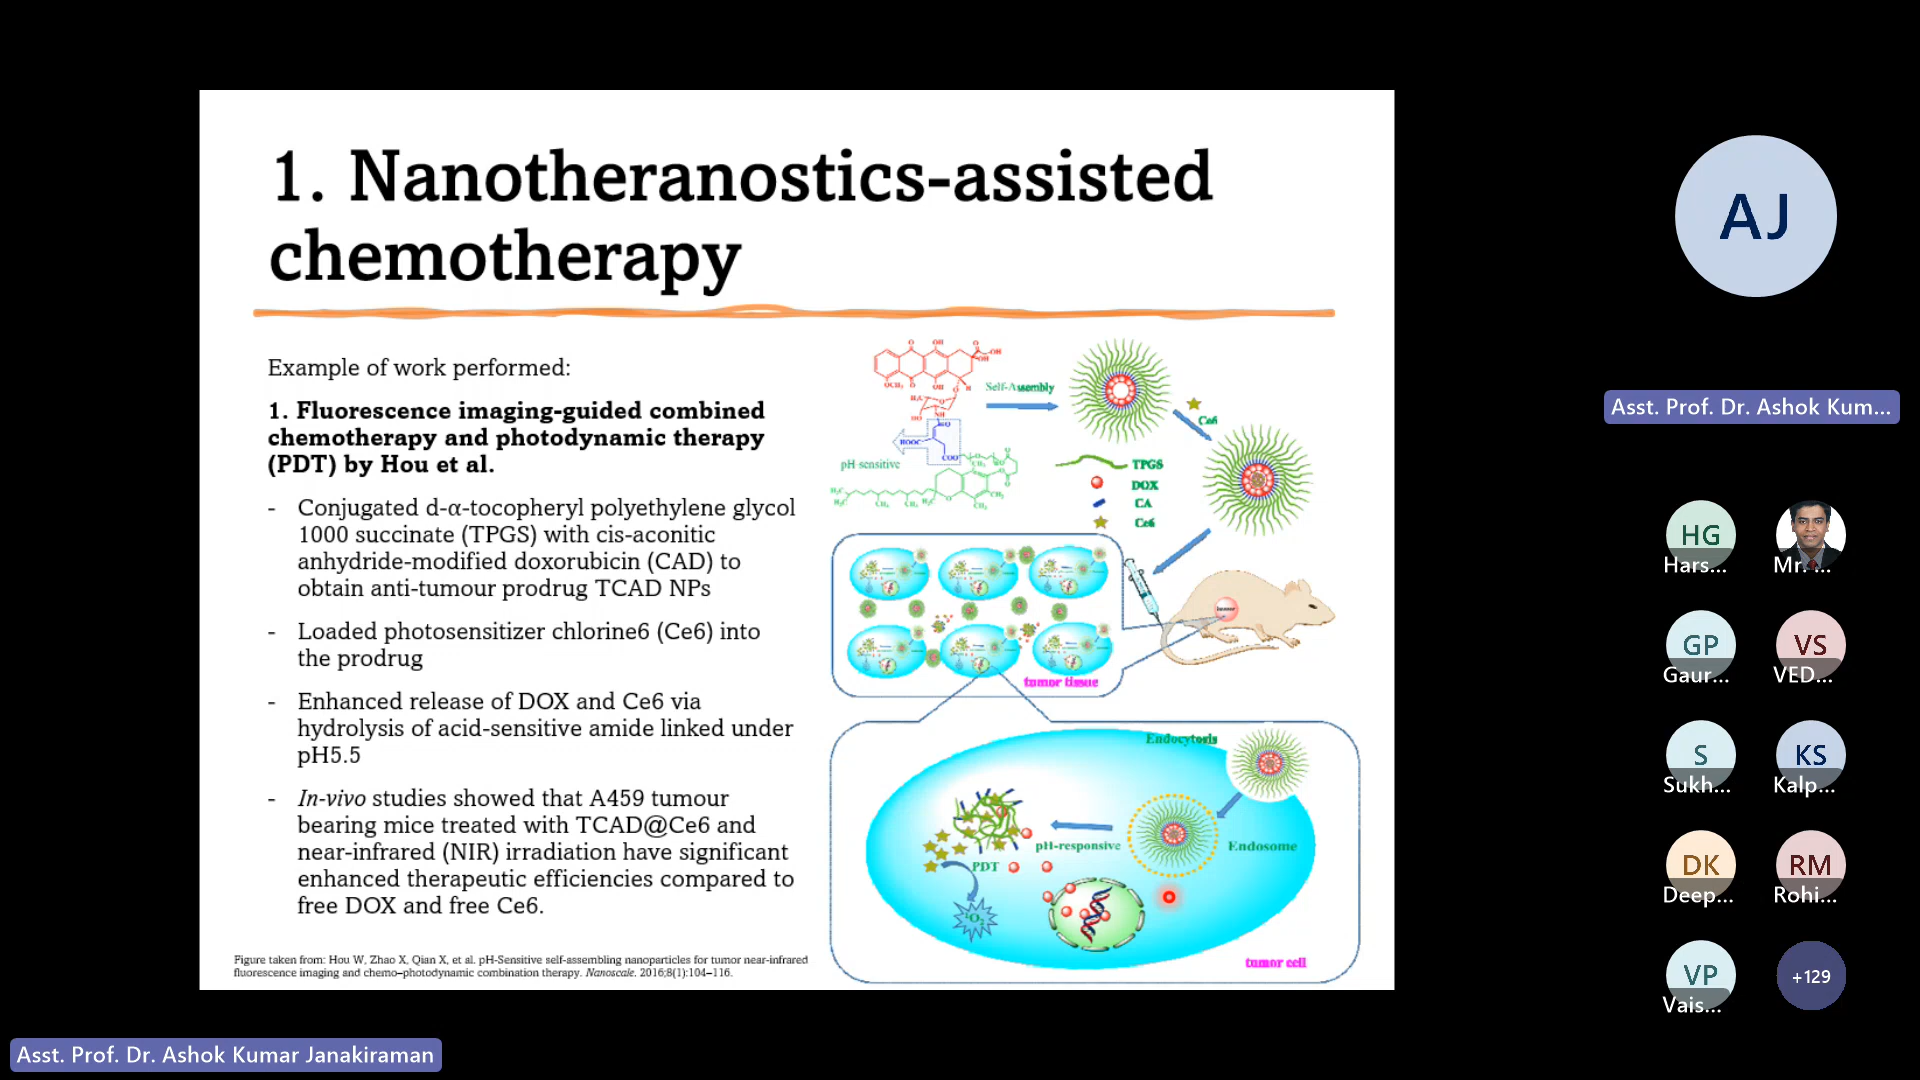 1. Nanotheranostics-assisted
chemotherapy
Example of work performed:
1. Fluorescence imaging-guided combined
chemotherapy and photodynamic therapy
(PDT) by Hou et al.
- Conjugated d-α-tocopheryl polyethylene glycol
1000 succinate (TPGS) with cis-aconitic
anhydride-modified doxorubicin (CAD) to
obtain anti-tumour prodrug TCAD NPs
- Loaded photosensitizer chlorine6 (Ce6) into
the prodrug
- Enhanced release of DOX and Ce6 via
hydrolysis of acid-sensitive amide linked under
pH5.5
- In-vivo studies showed that A459 tumour
bearing mice treated with TCAD@Ce6 and
near-infrared (NIR) irradiation have significant
enhanced therapeutic efficiencies compared to
free DOX and free Ce6.
Figure taken from: Hou W, Zhao X, Qian X, et al. pH-Sensitive self-assembling nanoparticles for tumor near-infrared
fluorescence imaging and chemo–photodynamic combination therapy. Nanoscale. 2016;8(1):104–116.
Self-Assembly
Ce6
pH-sensitive
TPGS
DOX
CA
Ce6
tumor
tumor tissue
Endocytosis
pH-responsive
Endosome
PDT
¹O₂
tumor cell
AJ
Asst. Prof. Dr. Ashok Kum...
HG
Hars...
Mr. ...
GP
Gaur...
VS
VED...
S
Sukh...
KS
Kalp...
DK
Deep...
RM
Rohi...
VP
Vais...
+129
Asst. Prof. Dr. Ashok Kumar Janakiraman